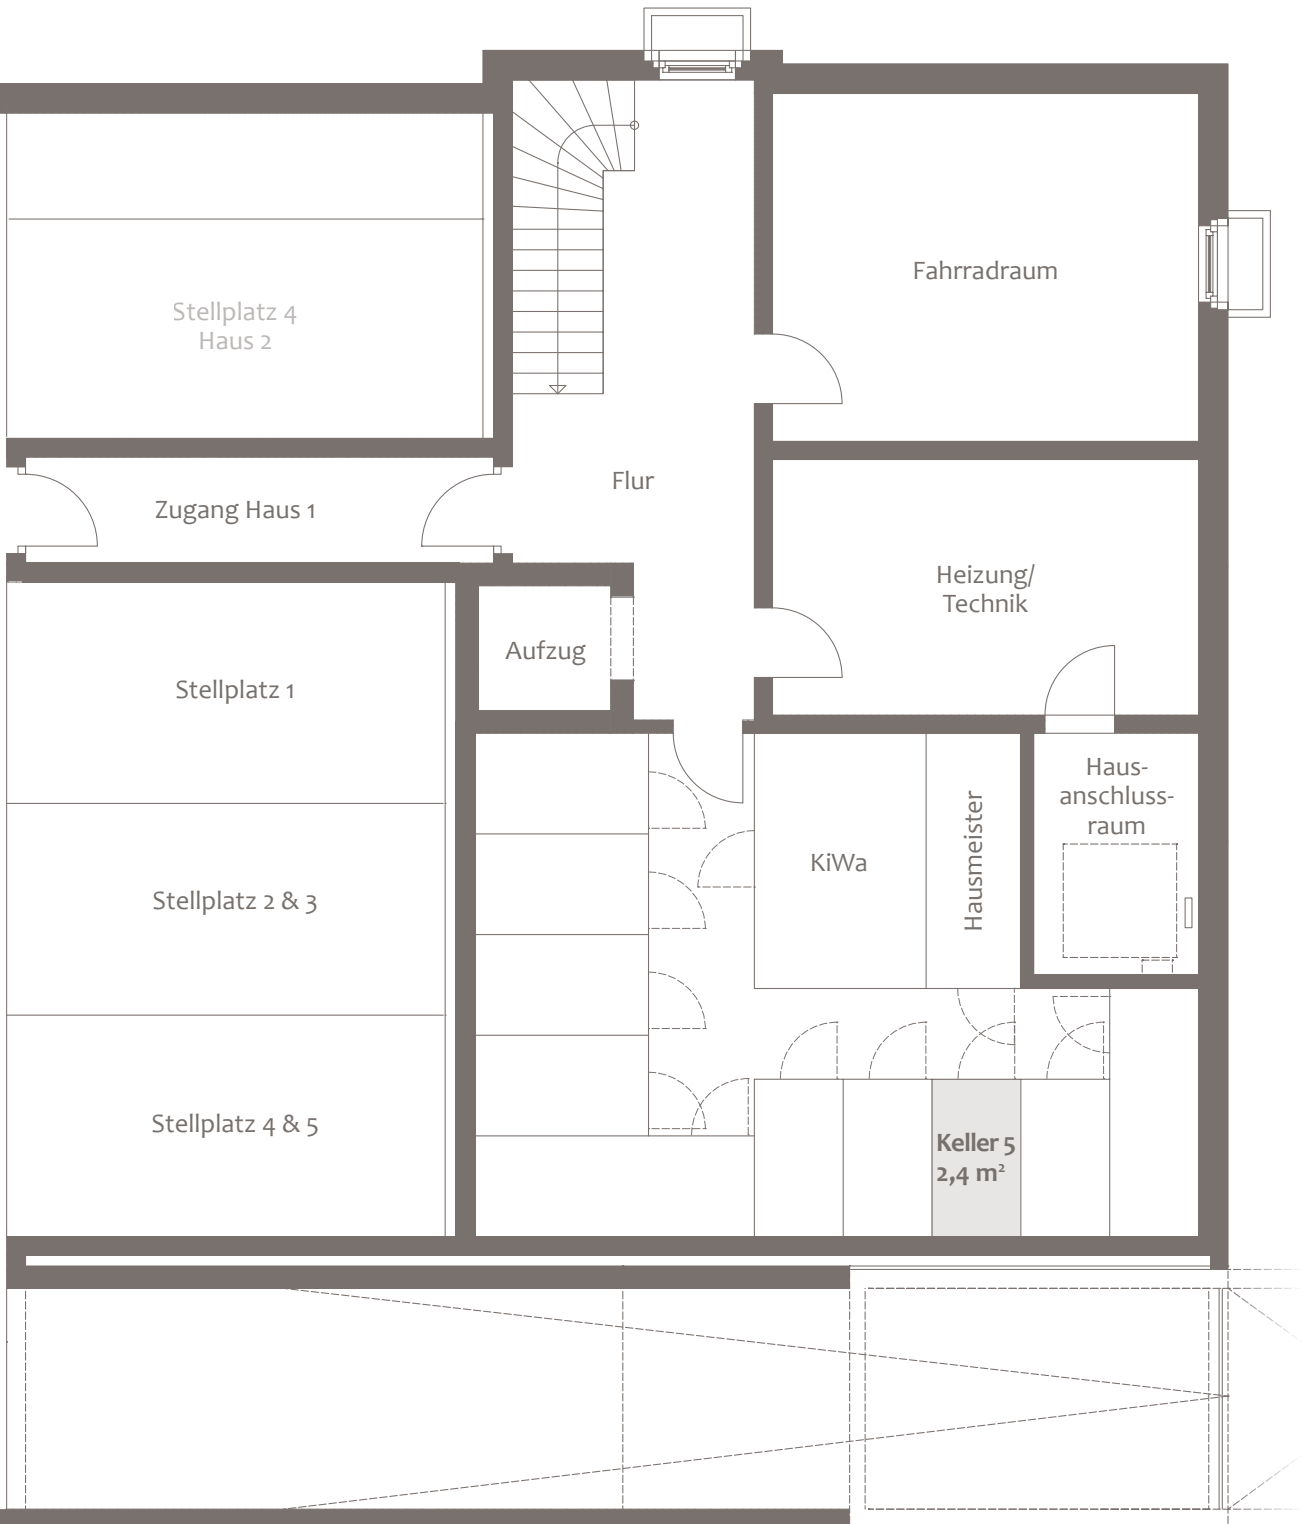 Fahrradraum
Stellplatz 4
Haus 2
Flur
Zugang Haus 1
Heizung/
Technik
Aufzug
Stellplatz 1
Haus-
anschluss-
raum
KiWa
Hausmeister
Stellplatz 2 & 3
Stellplatz 4 & 5
Keller 5
2,4 m²